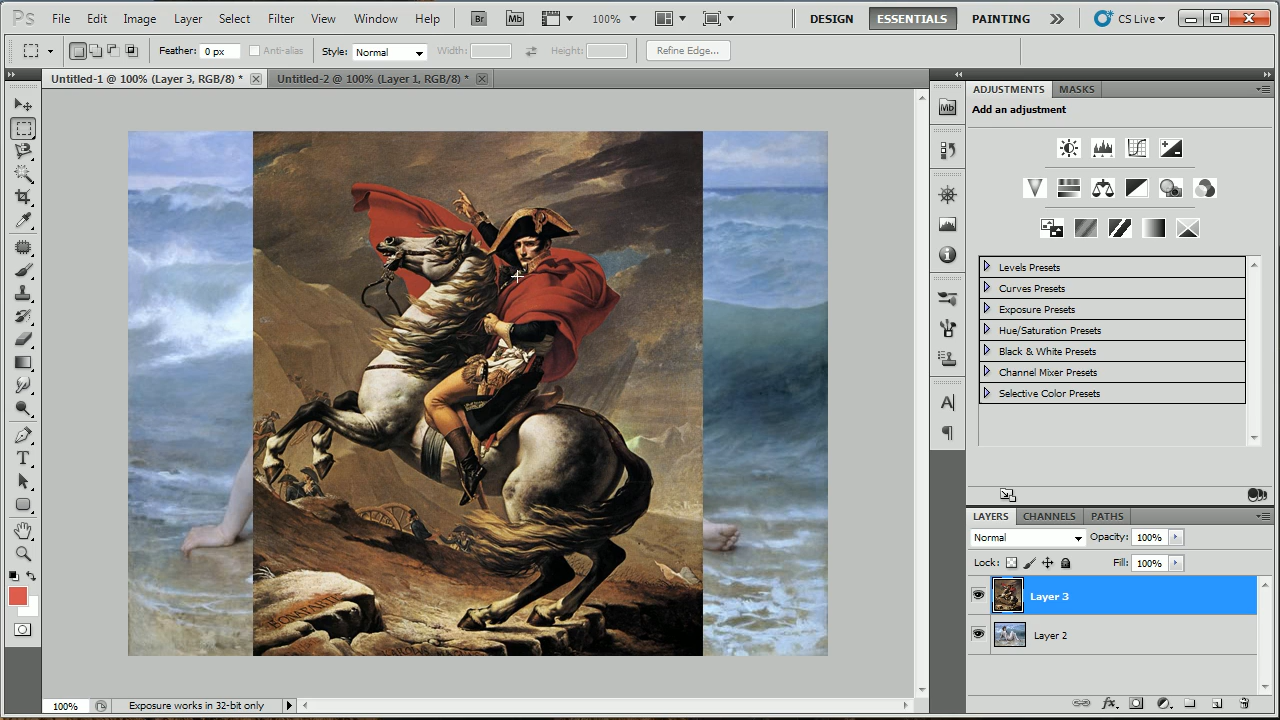 Ps File Edit Image Layer Select Filter View Window Help Br Mb 100% DESIGN ESSENTIALS PAINTING CS Live
Feather: 0 px Anti-alias Style: Normal Width: Height: Refine Edge...
Untitled-1 @ 100% (Layer 3, RGB/8) * Untitled-2 @ 100% (Layer 1, RGB/8) *
ADJUSTMENTS MASKS
Mb
Add an adjustment
Levels Presets
Curves Presets
Exposure Presets
Hue/Saturation Presets
Black & White Presets
Channel Mixer Presets
Selective Color Presets
LAYERS CHANNELS PATHS
Normal Opacity: 100%
Lock: Fill: 100%
Layer 3
Layer 2
100% Exposure works in 32-bit only